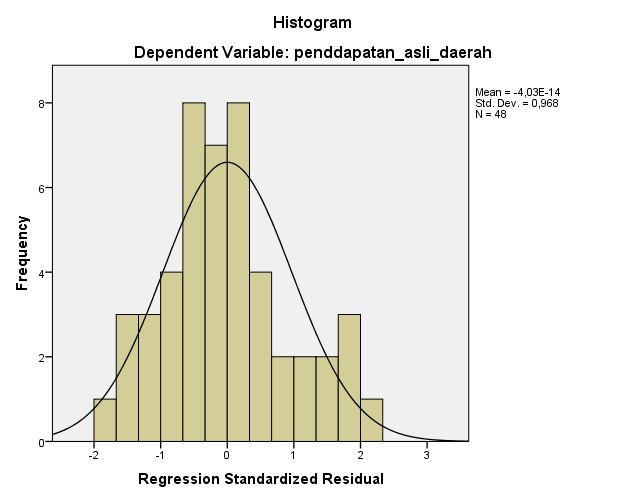 Histogram
Dependent Variable: penddapatan_asli_daerah
Mean = -4,03E-14
Std. Dev. = 0,968
N = 48
Frequency
8
6
4
2
0
-2 -1 0 1 2 3
Regression Standardized Residual